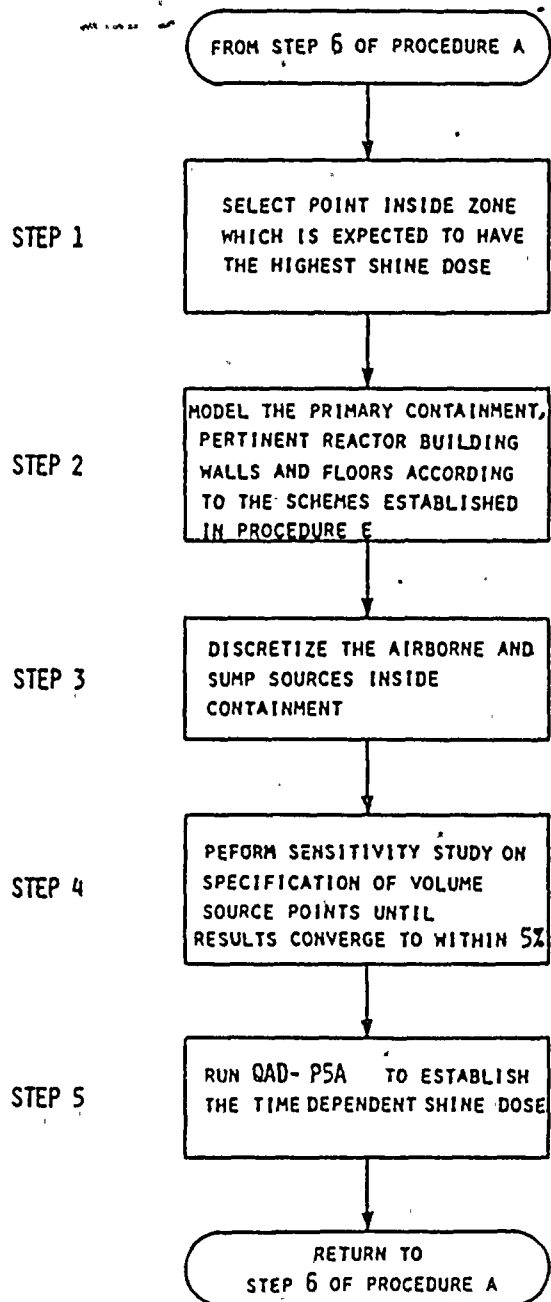 FROM STEP 6 OF PROCEDURE A
STEP 1
SELECT POINT INSIDE ZONE
WHICH IS EXPECTED TO HAVE
THE HIGHEST SHINE DOSE
STEP 2
MODEL THE PRIMARY CONTAINMENT,
PERTINENT REACTOR BUILDING
WALLS AND FLOORS ACCORDING
TO THE SCHEMES ESTABLISHED
IN PROCEDURE E
STEP 3
DISCRETIZE THE AIRBORNE AND
SUMP SOURCES INSIDE
CONTAINMENT
STEP 4
PEFORM SENSITIVITY STUDY ON
SPECIFICATION OF VOLUME
SOURCE POINTS UNTIL
RESULTS CONVERGE TO WITHIN 5%
STEP 5
RUN QAD-P5A TO ESTABLISH
THE TIME DEPENDENT SHINE DOSE
RETURN TO
STEP 6 OF PROCEDURE A